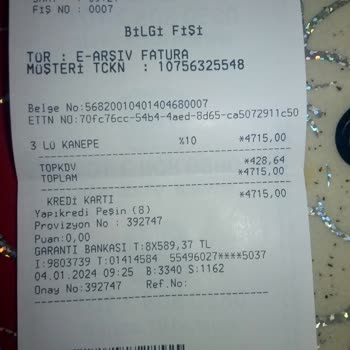 FİŞ NO : 0007
BİLGİ FİŞİ
TÜR : E-ARŞİV FATURA
MÜŞTERİ TCKN : 10756325548
Belge No:56820010401404680007
ETTN NO:70fc76cc-54b4-4aed-8d65-ca5072911c50
3 LÜ KANEPE %10 *4715,00
TOPKDV *428,64
TOPLAM *4715,00
KREDİ KARTI *4715,00
Yapıkredi Peşin (8)
Provizyon No : 392747
Puan:0,00
GARANTI BANKASI T:8X589,37 TL
I:9803739 T:01414584 55496027****5037
04.01.2024 09:25 B:3340 S:1162
Onay No:392747 Ref.No: